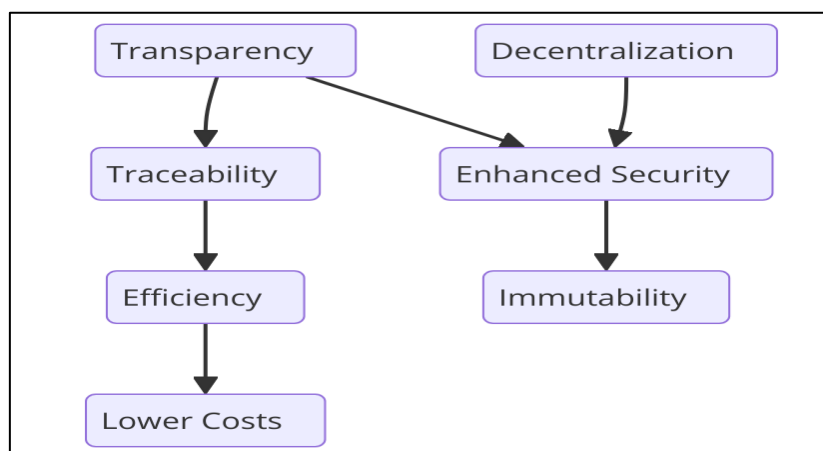 Transparency
Decentralization
Traceability
Enhanced Security
Efficiency
Immutability
Lower Costs